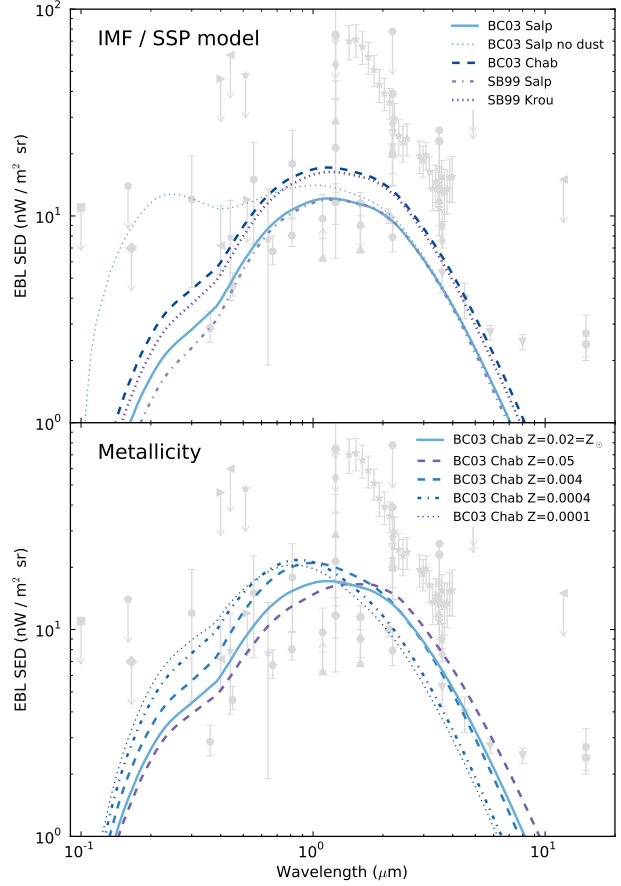 10²
IMF / SSP model
BC03 Salp
BC03 Salp no dust
BC03 Chab
SB99 Salp
SB99 Krou
10¹
EBL SED (nW / m² sr)
10⁰
Metallicity
BC03 Chab Z=0.02=Z☉
BC03 Chab Z=0.05
BC03 Chab Z=0.004
BC03 Chab Z=0.0004
BC03 Chab Z=0.0001
10¹
EBL SED (nW / m² sr)
10⁰
10⁻¹ 10⁰ 10¹
Wavelength (μm)